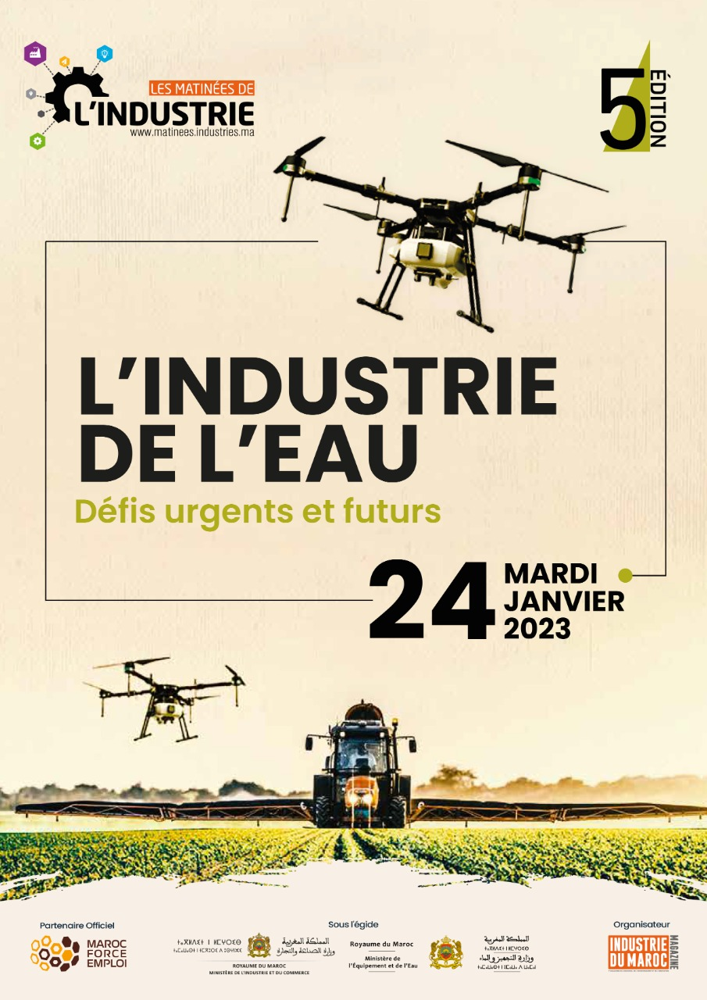 LES MATINÉES DE
L'INDUSTRIE
www.matinees.industries.ma
5 ÉDITION
L'INDUSTRIE
DE L'EAU
Défis urgents et futurs
24 MARDI
JANVIER
2023
Partenaire Officiel
MAROC
FORCE
EMPLOI
Sous l'égide
المملكة المغربية
وزارة الصناعة والتجارة
ROYAUME DU MAROC
MINISTÈRE DE L'INDUSTRIE ET DU COMMERCE
Royaume du Maroc
Ministère de
l'Équipement et de l'Eau
المملكة المغربية
ⵜⴰⴳⵍⴷⵉⵜ ⵏ ⵍⵎⵖⵔⵉⴱ
وزارة التجهيز والماء
Organisateur
INDUSTRIE
DU MAROC
MAGAZINE